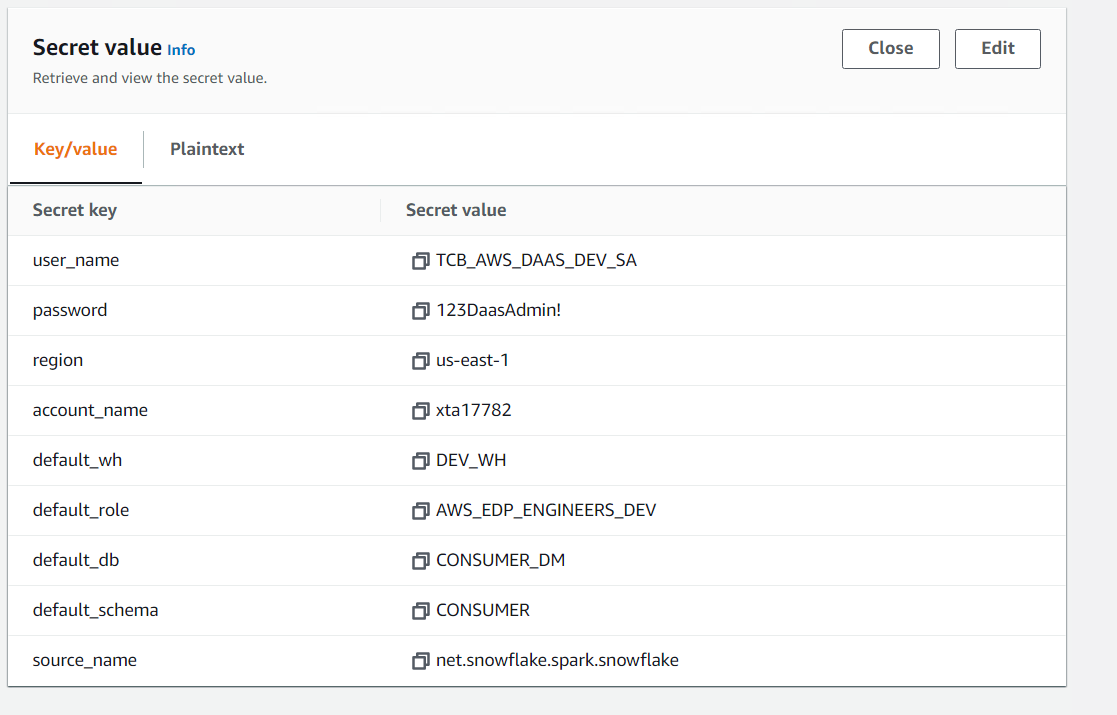 Secret value Info
Close
Edit
Retrieve and view the secret value.
Key/value
Plaintext
Secret key Secret value
user_name TCB_AWS_DAAS_DEV_SA
password 123DaasAdmin!
region us-east-1
account_name xta17782
default_wh DEV_WH
default_role AWS_EDP_ENGINEERS_DEV
default_db CONSUMER_DM
default_schema CONSUMER
source_name net.snowflake.spark.snowflake